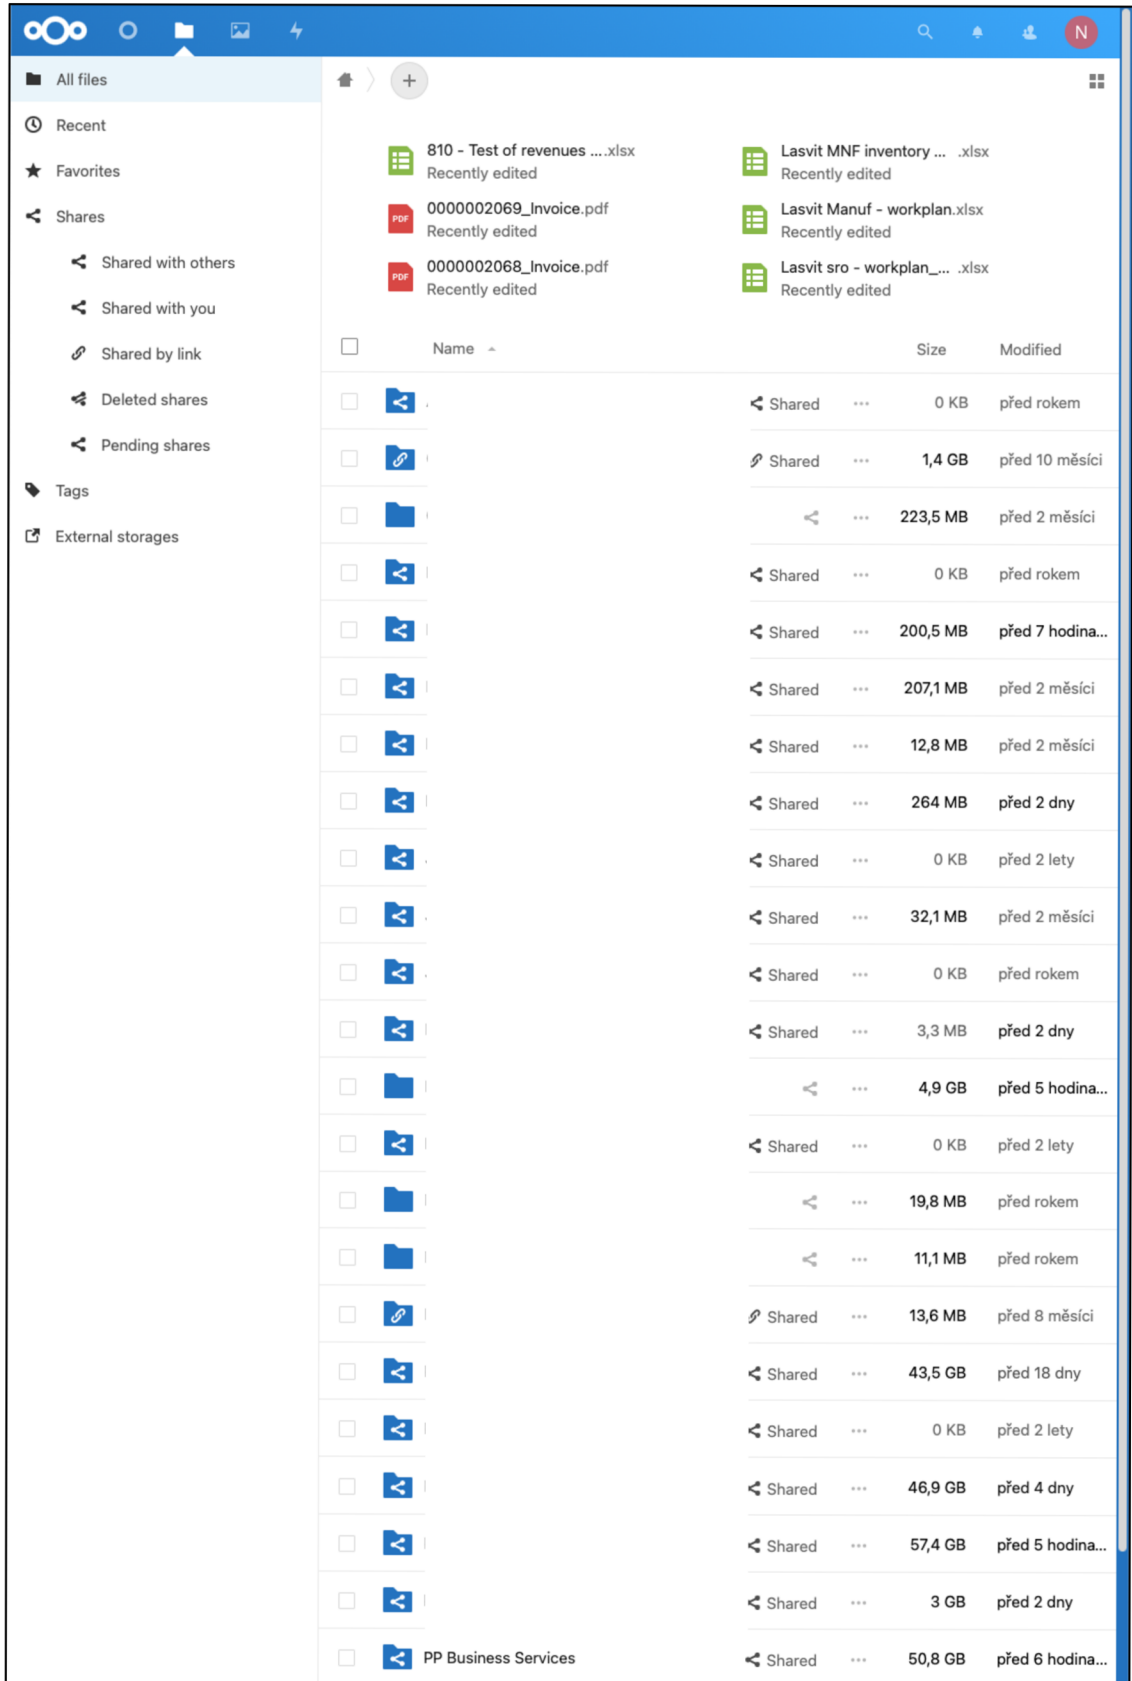 N
All files
Recent
Favorites
Shares
Shared with others
Shared with you
Shared by link
Deleted shares
Pending shares
Tags
External storages
810 - Test of revenues ....xlsx
Recently edited
Lasvit MNF inventory ... .xlsx
Recently edited
PDF
0000002069_Invoice.pdf
Recently edited
Lasvit Manuf - workplan.xlsx
Recently edited
PDF
0000002068_Invoice.pdf
Recently edited
Lasvit sro - workplan_... .xlsx
Recently edited
Name Size Modified
Shared ... 0 KB před rokem
Shared ... 1,4 GB před 10 měsíci
... 223,5 MB před 2 měsíci
Shared ... 0 KB před rokem
Shared ... 200,5 MB před 7 hodina...
Shared ... 207,1 MB před 2 měsíci
Shared ... 12,8 MB před 2 měsíci
Shared ... 264 MB před 2 dny
Shared ... 0 KB před 2 lety
Shared ... 32,1 MB před 2 měsíci
Shared ... 0 KB před rokem
Shared ... 3,3 MB před 2 dny
... 4,9 GB před 5 hodina...
Shared ... 0 KB před 2 lety
... 19,8 MB před rokem
... 11,1 MB před rokem
Shared ... 13,6 MB před 8 měsíci
Shared ... 43,5 GB před 18 dny
Shared ... 0 KB před 2 lety
Shared ... 46,9 GB před 4 dny
Shared ... 57,4 GB před 5 hodina...
Shared ... 3 GB před 2 dny
PP Business Services Shared ... 50,8 GB před 6 hodina...